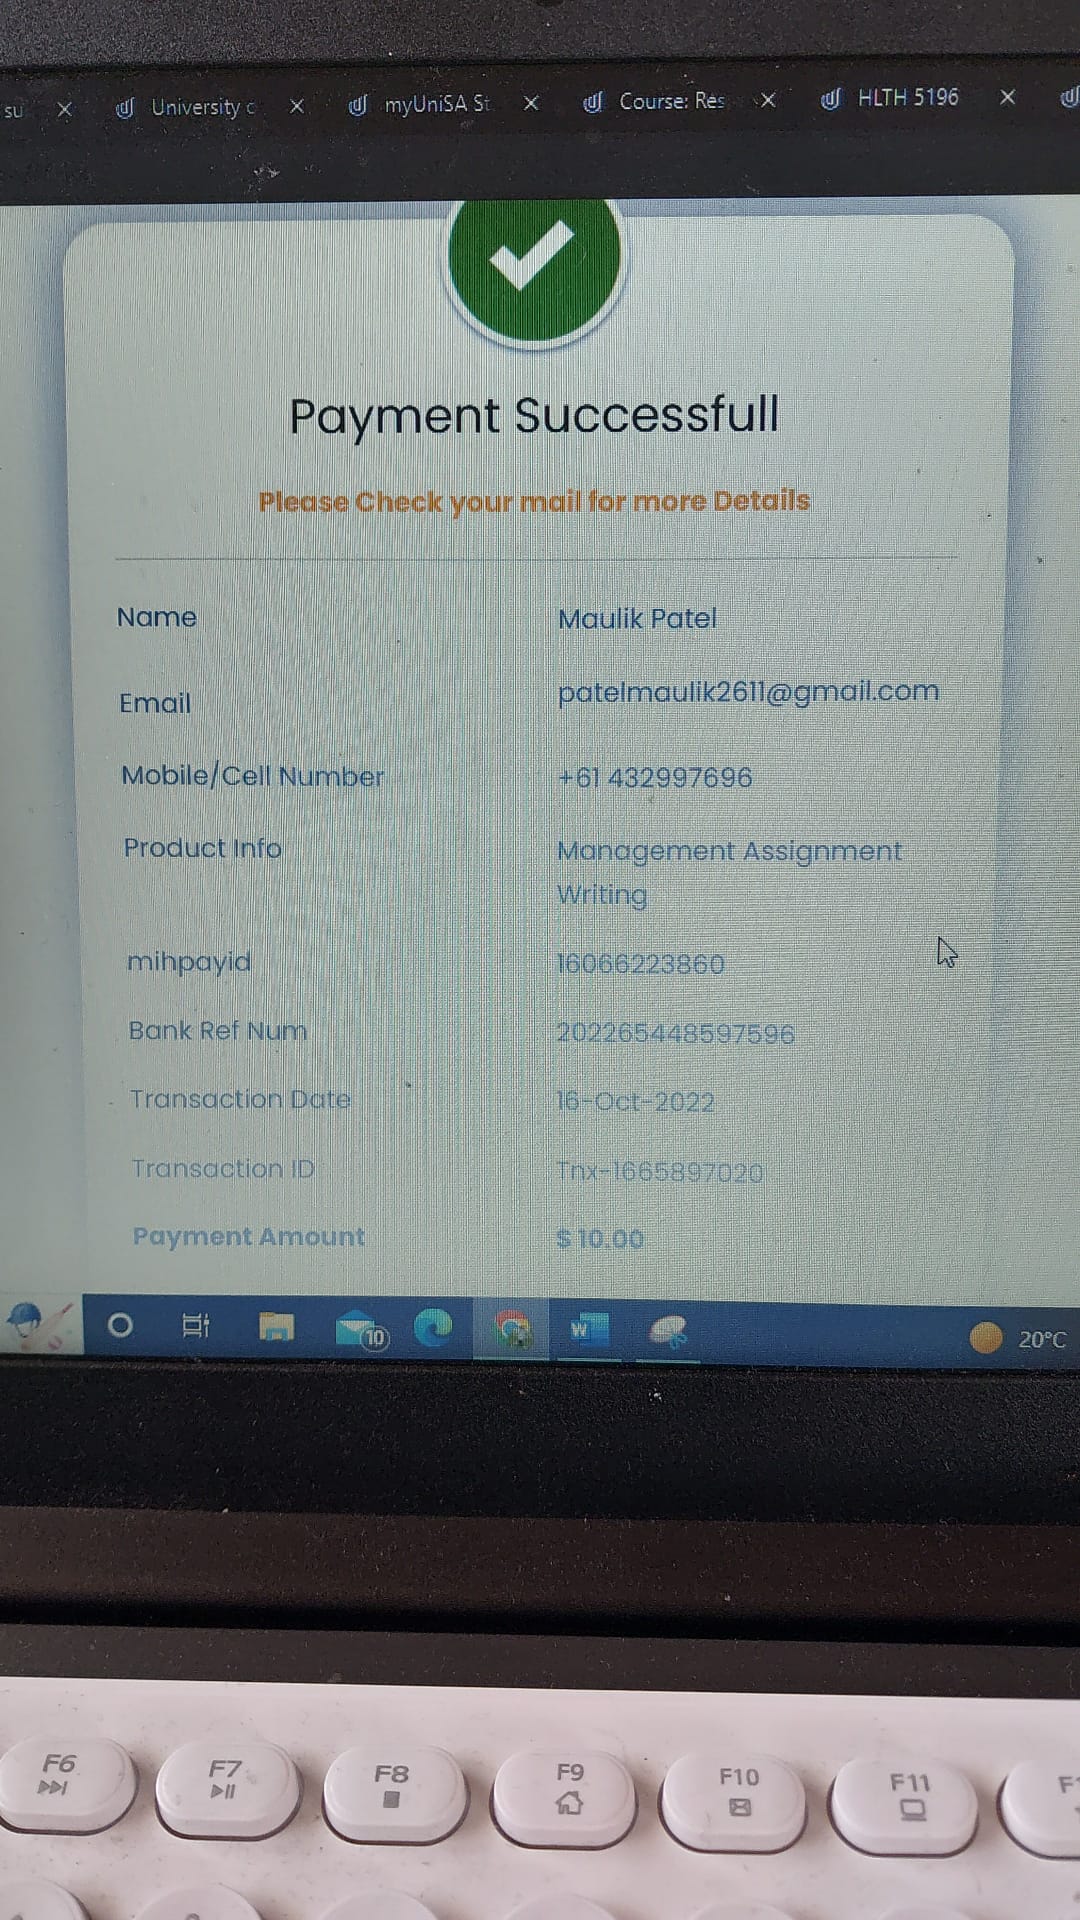 su
University c
myUniSA St
Course: Res
HLTH 5196
Payment Successfull
Please Check your mail for more Details
Name Maulik Patel
Email patelmaulik2611@gmail.com
Mobile/Cell Number +61 432997696
Product Info Management Assignment
Writing
mihpayid 16066223860
Bank Ref Num 202265448597596
Transaction Date 16-Oct-2022
Transaction ID Tnx-1665897020
Payment Amount $ 10.00
10
W
20°C
F6
F7
F8
F9
F10
F11
F